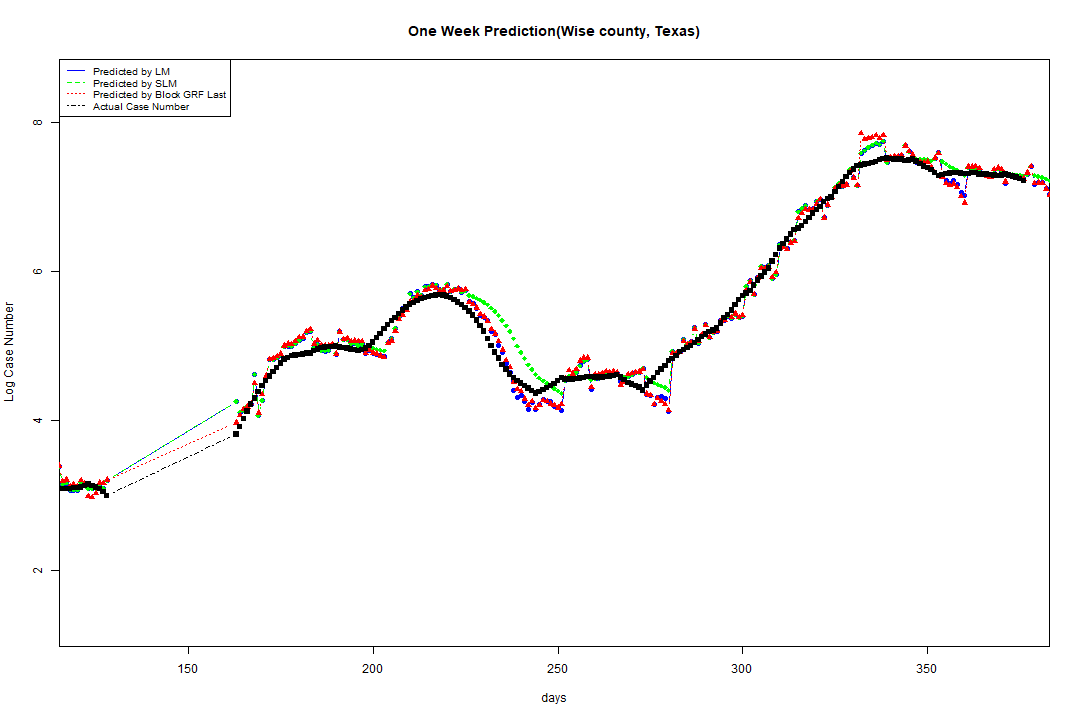 One Week Prediction(Wise county, Texas)
Predicted by LM
Predicted by SLM
Predicted by Block GRF Last
Actual Case Number
8
6
4
2
Log Case Number
150 200 250 300 350
days